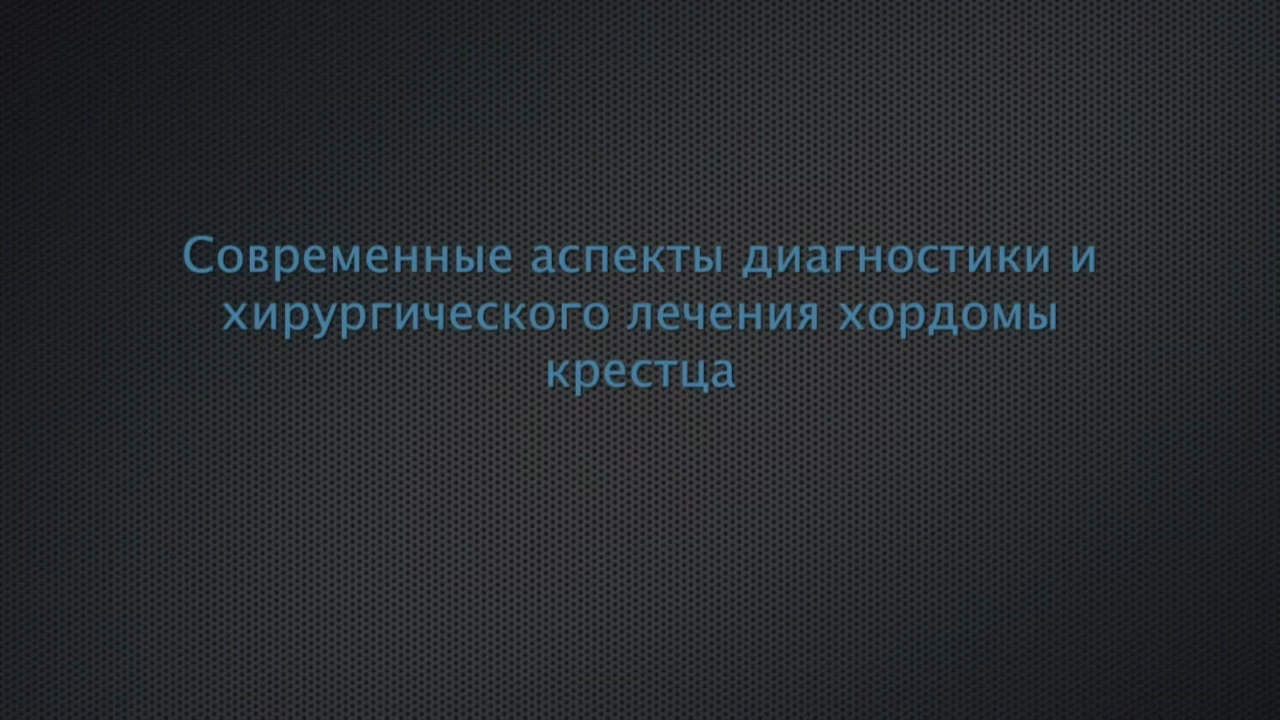 Современные аспекты диагностики и
хирургического лечения хордомы
крестца